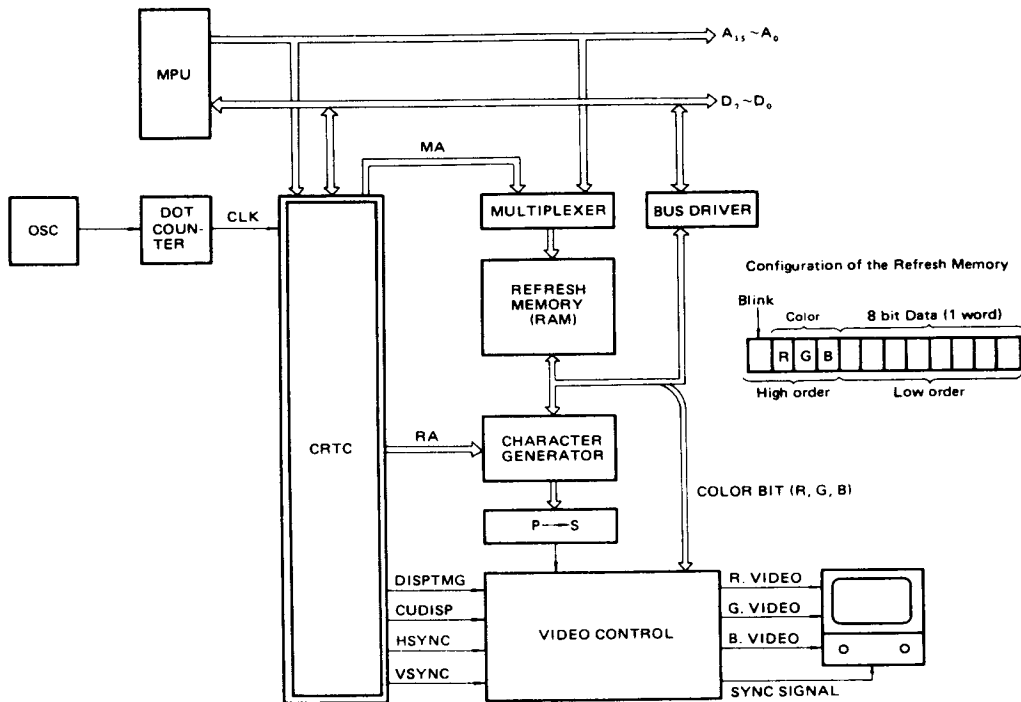 MPU
A₁₅~A₀
D₇~D₀
MA
OSC
DOT
COUN-
TER
CLK
MULTIPLEXER
BUS DRIVER
REFRESH
MEMORY
(RAM)
Configuration of the Refresh Memory
Blink
Color
8 bit Data (1 word)
R G B
High order
Low order
CRTC
RA
CHARACTER
GENERATOR
COLOR BIT (R, G, B)
P→S
DISPTMG
CUDISP
HSYNC
VSYNC
VIDEO CONTROL
R. VIDEO
G. VIDEO
B. VIDEO
SYNC SIGNAL